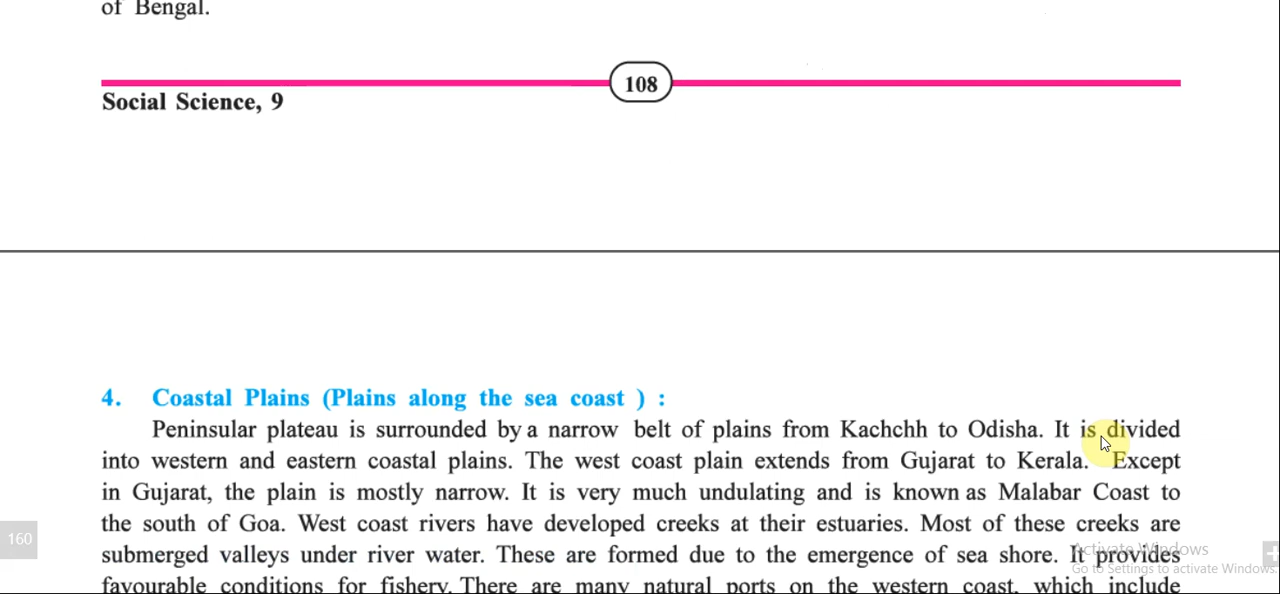 of Bengal.
108
Social Science, 9
4. Coastal Plains (Plains along the sea coast ) :
Peninsular plateau is surrounded by a narrow belt of plains from Kachchh to Odisha. It is divided
into western and eastern coastal plains. The west coast plain extends from Gujarat to Kerala. Except
in Gujarat, the plain is mostly narrow. It is very much undulating and is known as Malabar Coast to
the south of Goa. West coast rivers have developed creeks at their estuaries. Most of these creeks are
160
submerged valleys under river water. These are formed due to the emergence of sea shore. It provides
Activate Windows
Go to Settings to activate Windows.
favourable conditions for fishery. There are many natural ports on the western coast, which include